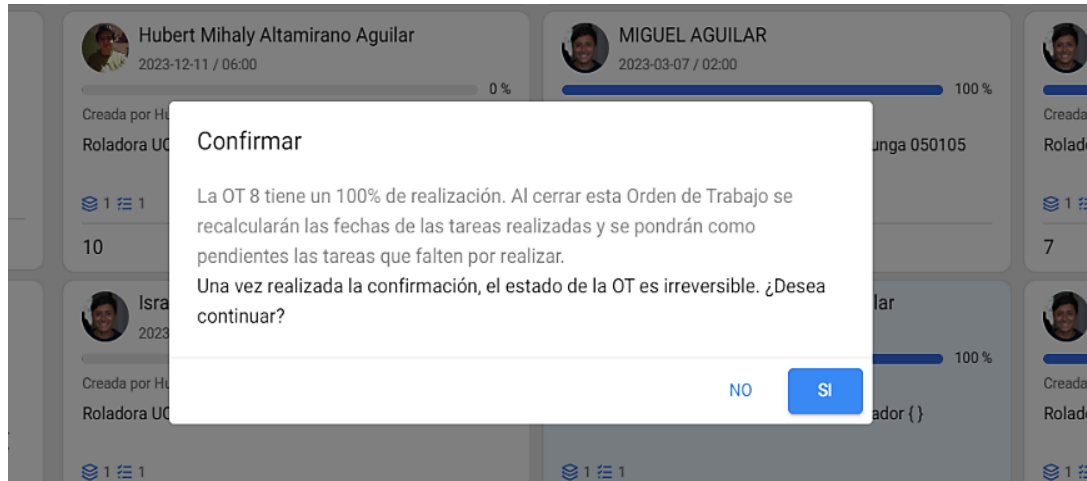 Hubert Mihaly Altamirano Aguilar
2023-12-11 / 06:00
0 %
Creada por Hu
Roladora UC
1 1
10
MIGUEL AGUILAR
2023-03-07 / 02:00
100 %
unga 050105
Creada
Rolad
1
7
Confirmar
La OT 8 tiene un 100% de realización. Al cerrar esta Orden de Trabajo se
recalcularán las fechas de las tareas realizadas y se pondrán como
pendientes las tareas que falten por realizar.
Una vez realizada la confirmación, el estado de la OT es irreversible. ¿Desea
continuar?
NO
SI
Isra
2023
Creada por Hu
Roladora UC
1 1
lar
100 %
ador { }
1 1
Creada
Rolad
1